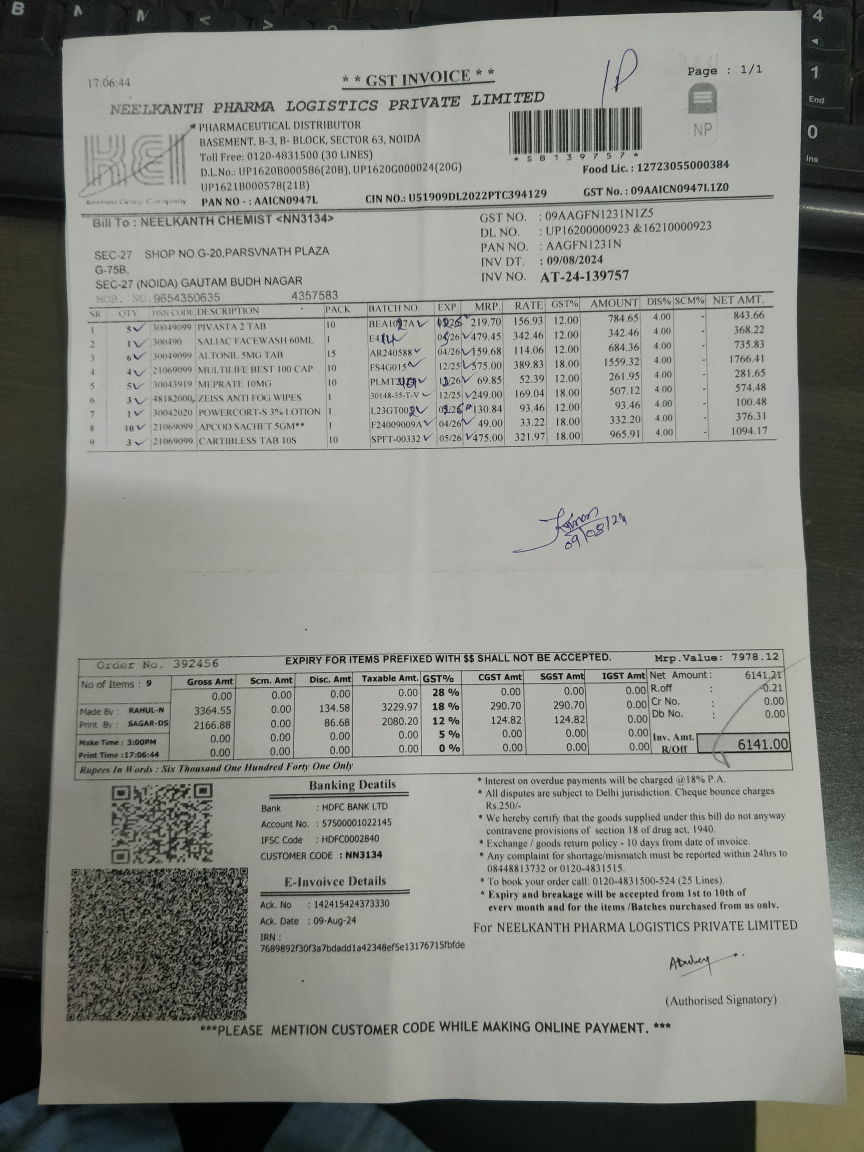 17:06:44
** GST INVOICE **
Page : 1/1
NEELKANTH PHARMA LOGISTICS PRIVATE LIMITED
PHARMACEUTICAL DISTRIBUTOR
BASEMENT, B-3, B- BLOCK, SECTOR 63, NOIDA
Toll Free: 0120-4831500 (30 LINES)
D.L.No.: UP1620B000586(20B), UP1620G000024(20G)
UP1621B000578(21B)
PAN NO - : AAICN0947L
CIN NO.: U51909DL2022PTC394129
*SB139757*
NP
Food Lic. : 12723055000384
GST No. : 09AAICN0947L1Z0
KEI
Bill To : NEELKANTH CHEMIST <NN3134>
SEC-27 SHOP NO G-20,PARSVNATH PLAZA
G-75B,
SEC-27 (NOIDA) GAUTAM BUDH NAGAR
MOB. NO.9654350635 4357583
GST NO. : 09AAGFN1231N1Z5
DL NO. : UP16200000923 &16210000923
PAN NO. : AAGFN1231N
INV DT. : 09/08/2024
INV NO. AT-24-139757
SR QTY HSN CODE DESCRIPTION PACK BATCH NO. EXP. MRP. RATE GST% AMOUNT DIS% SCM% NET AMT.
1 5 30049099 PIVASTA 2 TAB 10 219.70 156.93 12.00 784.65 4.00 - 843.66
2 1 300490 SALIAC FACEWASH 60ML 1 479.45 342.46 12.00 342.46 4.00 - 368.22
3 6 30049099 ALTONIL 5MG TAB 15 AR240588 04/26 159.68 114.06 12.00 684.36 4.00 - 735.83
4 4 21069099 MULTILIFE BEST 100 CAP 10 FS4G015 12/25 575.00 389.83 18.00 1559.32 4.00 - 1766.41
5 5 30043919 MEPRATE 10MG 10 69.85 52.39 12.00 261.95 4.00 - 281.65
6 3 48182000 ZEISS ANTI FOG WIPES 1 30148-35-T-V 12/25 249.00 169.04 18.00 507.12 4.00 - 574.48
7 1 30042020 POWERCORT-S 3% LOTION 1 130.84 93.46 12.00 93.46 4.00 - 100.48
8 10 21069099 APCOD SACHET 5GM** 1 F24009009A 04/26 49.00 33.22 18.00 332.20 4.00 - 376.31
9 3 21069099 CARTIBLESS TAB 10S 10 SPFT-00332 05/26 475.00 321.97 18.00 965.91 4.00 - 1094.17
09/08/24
Order No. 392456 EXPIRY FOR ITEMS PREFIXED WITH $$ SHALL NOT BE ACCEPTED. Mrp.Value: 7978.12
No of Items : 9
Made By : RAHUL-N
Print By : SAGAR-DS
Make Time : 3:00PM
Print Time :17:06:44
Gross Amt Scm. Amt Disc. Amt Taxable. Amt GST% CGST Amt SGST Amt IGST Amt
0.00 0.00 0.00 0.00 28 % 0.00 0.00 0.00
3364.55 0.00 134.58 3229.97 18 % 290.70 290.70 0.00
2166.88 0.00 86.68 2080.20 12 % 124.82 124.82 0.00
0.00 0.00 0.00 0.00 5 % 0.00 0.00 0.00
0.00 0.00 0.00 0.00 0 % 0.00 0.00 0.00
Net Amount : 6141.21
R.off : -0.21
Cr No. : 0.00
Db No. : 0.00
Inv. Amt. R/Off 6141.00
Rupees In Words : Six Thousand One Hundred Forty One Only
Banking Deatils
Bank : HDFC BANK LTD
Account No. : 57500001022145
IFSC Code : HDFC0002840
CUSTOMER CODE : NN3134
E-Invoivce Details
Ack. No : 142415424373330
Ack. Date : 09-Aug-24
IRN :
7689892f30f3a7bdadd1a42348ef5e13176715fbfde
* Interest on overdue payments will be charged @18% P.A.
* All disputes are subject to Delhi jurisdiction. Cheque bounce charges
Rs.250/-
* We hereby certify that the goods supplied under this bill do not anyway
contravene provisions of section 18 of drug act, 1940.
* Exchange / goods return policy - 10 days from date of invoice.
* Any complaint for shortage/mismatch must be reported within 24hrs to
08448813732 or 0120-4831515.
* To book your order call: 0120-4831500-524 (25 Lines).
* Expiry and breakage will be accepted from 1st to 10th of
every month and for the items /Batches purchased from us only.
For NEELKANTH PHARMA LOGISTICS PRIVATE LIMITED
(Authorised Signatory)
***PLEASE MENTION CUSTOMER CODE WHILE MAKING ONLINE PAYMENT. ***